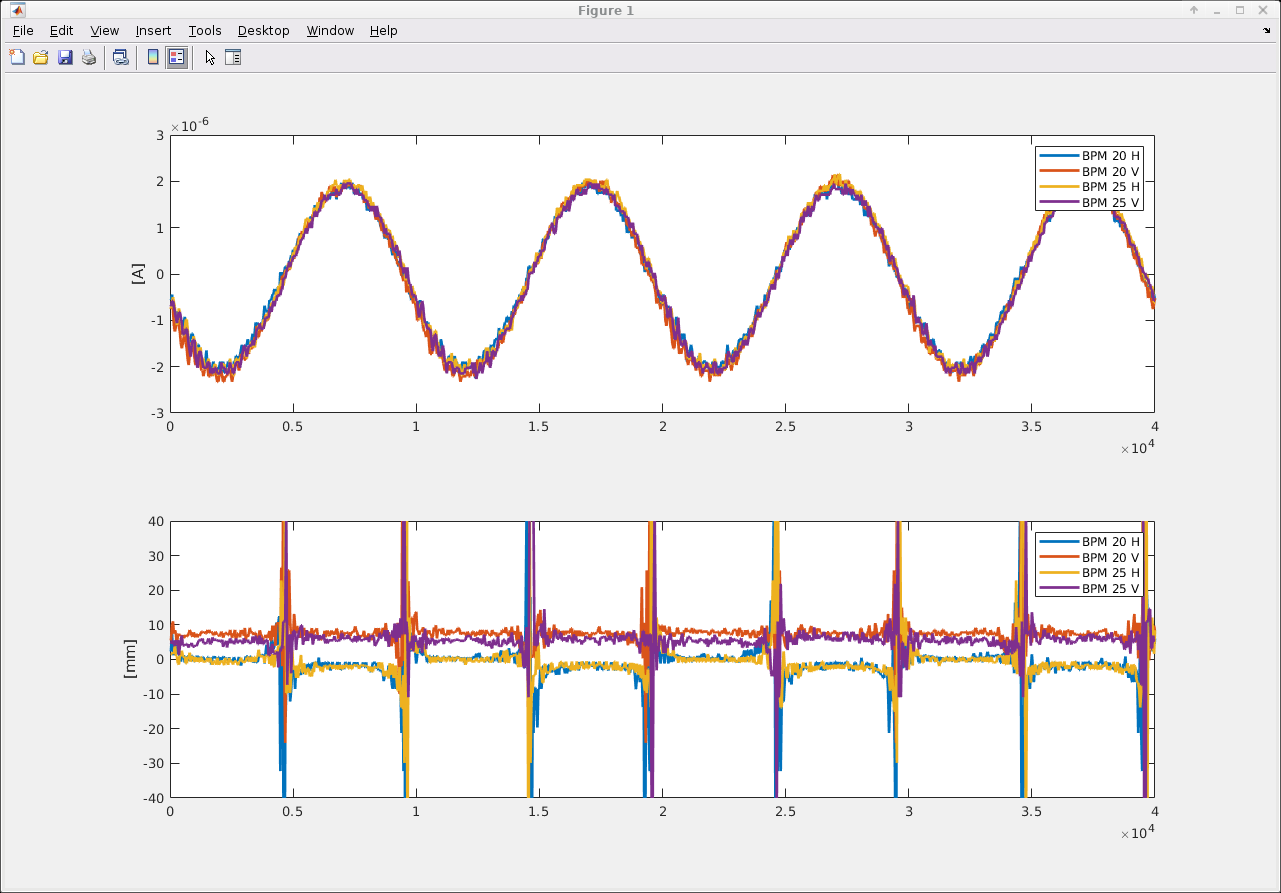 Figure 1
File Edit View Insert Tools Desktop Window Help
×10-6
3
2
1
0
-1
-2
-3
[A]
BPM 20 H
BPM 20 V
BPM 25 H
BPM 25 V
0 0.5 1 1.5 2 2.5 3 3.5 4
×10^4
40
30
20
10
0
-10
-20
-30
-40
[mm]
BPM 20 H
BPM 20 V
BPM 25 H
BPM 25 V
0 0.5 1 1.5 2 2.5 3 3.5 4
×10^4